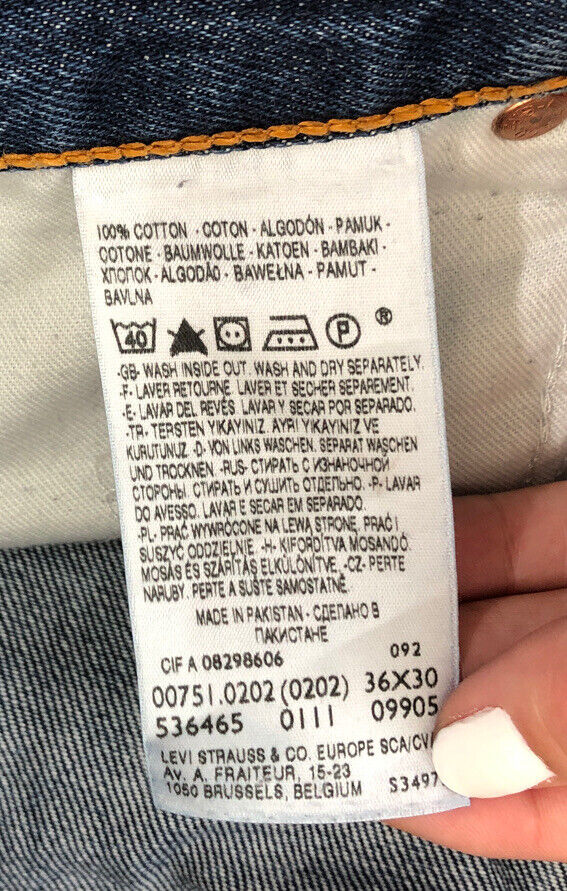 100% COTTON - COTON - ALGODÓN - PAMUK -
COTONE - BAUMWOLLE - KATOEN - BAMBAKI -
ХЛОПОК - ALGODÃO - BAWEŁNA - PAMUT -
BAVLNA
40 P ®
-GB- WASH INSIDE OUT. WASH AND DRY SEPARATELY.
-F- LAVER RETOURNE. LAVER ET SECHER SEPAREMENT.
-E- LAVAR DEL REVÉS. LAVAR Y SECAR POR SEPARADO.
-TR- TERSTEN YIKAYINIZ. AYRI YIKAYINIZ VE
KURUTUNUZ. -D- VON LINKS WASCHEN. SEPARAT WASCHEN
UND TROCKNEN. -RUS- СТИРАТЬ С ИЗНАНОЧНОЙ
СТОРОНЫ. СТИРАТЬ И СУШИТЬ ОТДЕЛЬНО. -P- LAVAR
DO AVESSO. LAVAR E SECAR EM SEPARADO.
-PL- PRAĆ WYWRÓCONE NA LEWĄ STRONĘ. PRAĆ I
SUSZYĆ ODDZIELNIE. -H- KIFORDÍTVA MOSANDÓ.
MOSÁS ÉS SZÁRÍTÁS ELKÜLÖNÍTVE. -CZ- PERTE
NARUBY. PERTE A SUŠTE SAMOSTATNĚ.
MADE IN PAKISTAN - СДЕЛАНО В
ПАКИСТАНЕ
CIF A 08298606 092
00751.0202 (0202) 36X30
536465 0111 09905
LEVI STRAUSS & CO. EUROPE SCA/CV
AV. A. FRAITEUR, 15-23
1050 BRUSSELS, BELGIUM S3497